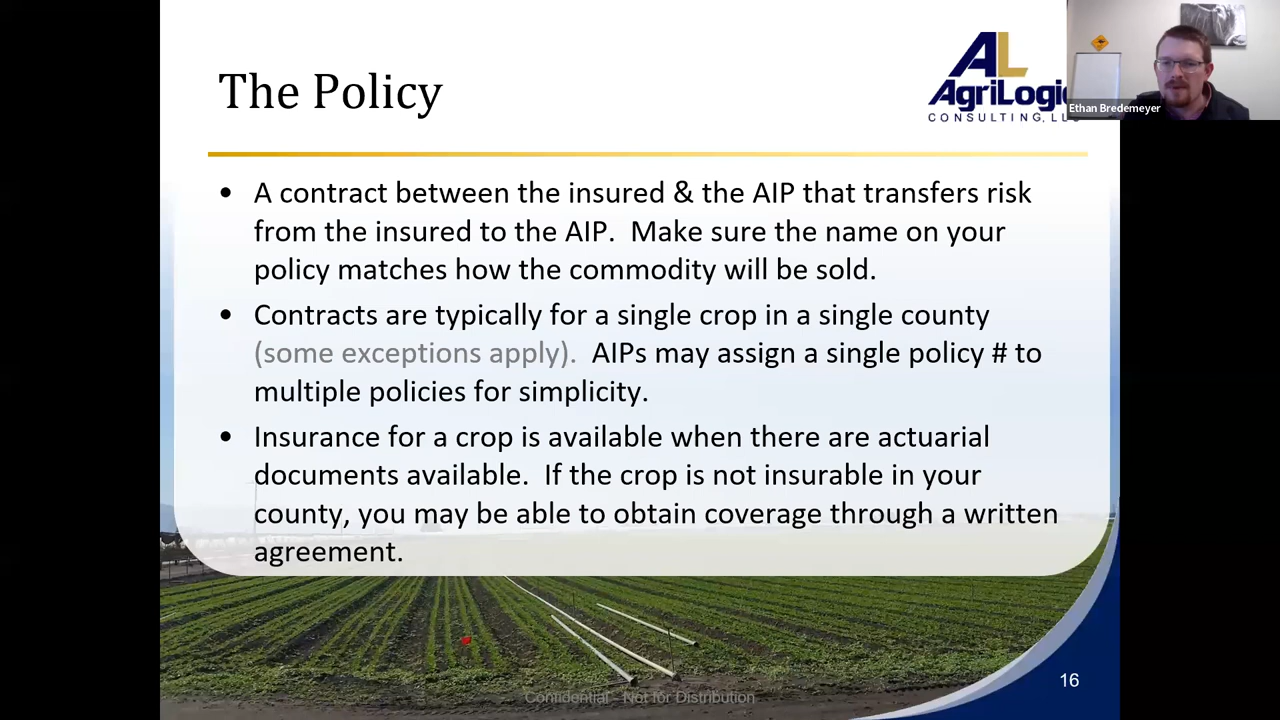 The Policy
AL
AgriLogic
CONSULTING, LLC
Ethan Bredemeyer
• A contract between the insured & the AIP that transfers risk
from the insured to the AIP.  Make sure the name on your
policy matches how the commodity will be sold.
• Contracts are typically for a single crop in a single county
(some exceptions apply).  AIPs may assign a single policy # to
multiple policies for simplicity.
• Insurance for a crop is available when there are actuarial
documents available.  If the crop is not insurable in your
county, you may be able to obtain coverage through a written
agreement.
16
Confidential - Not for Distribution